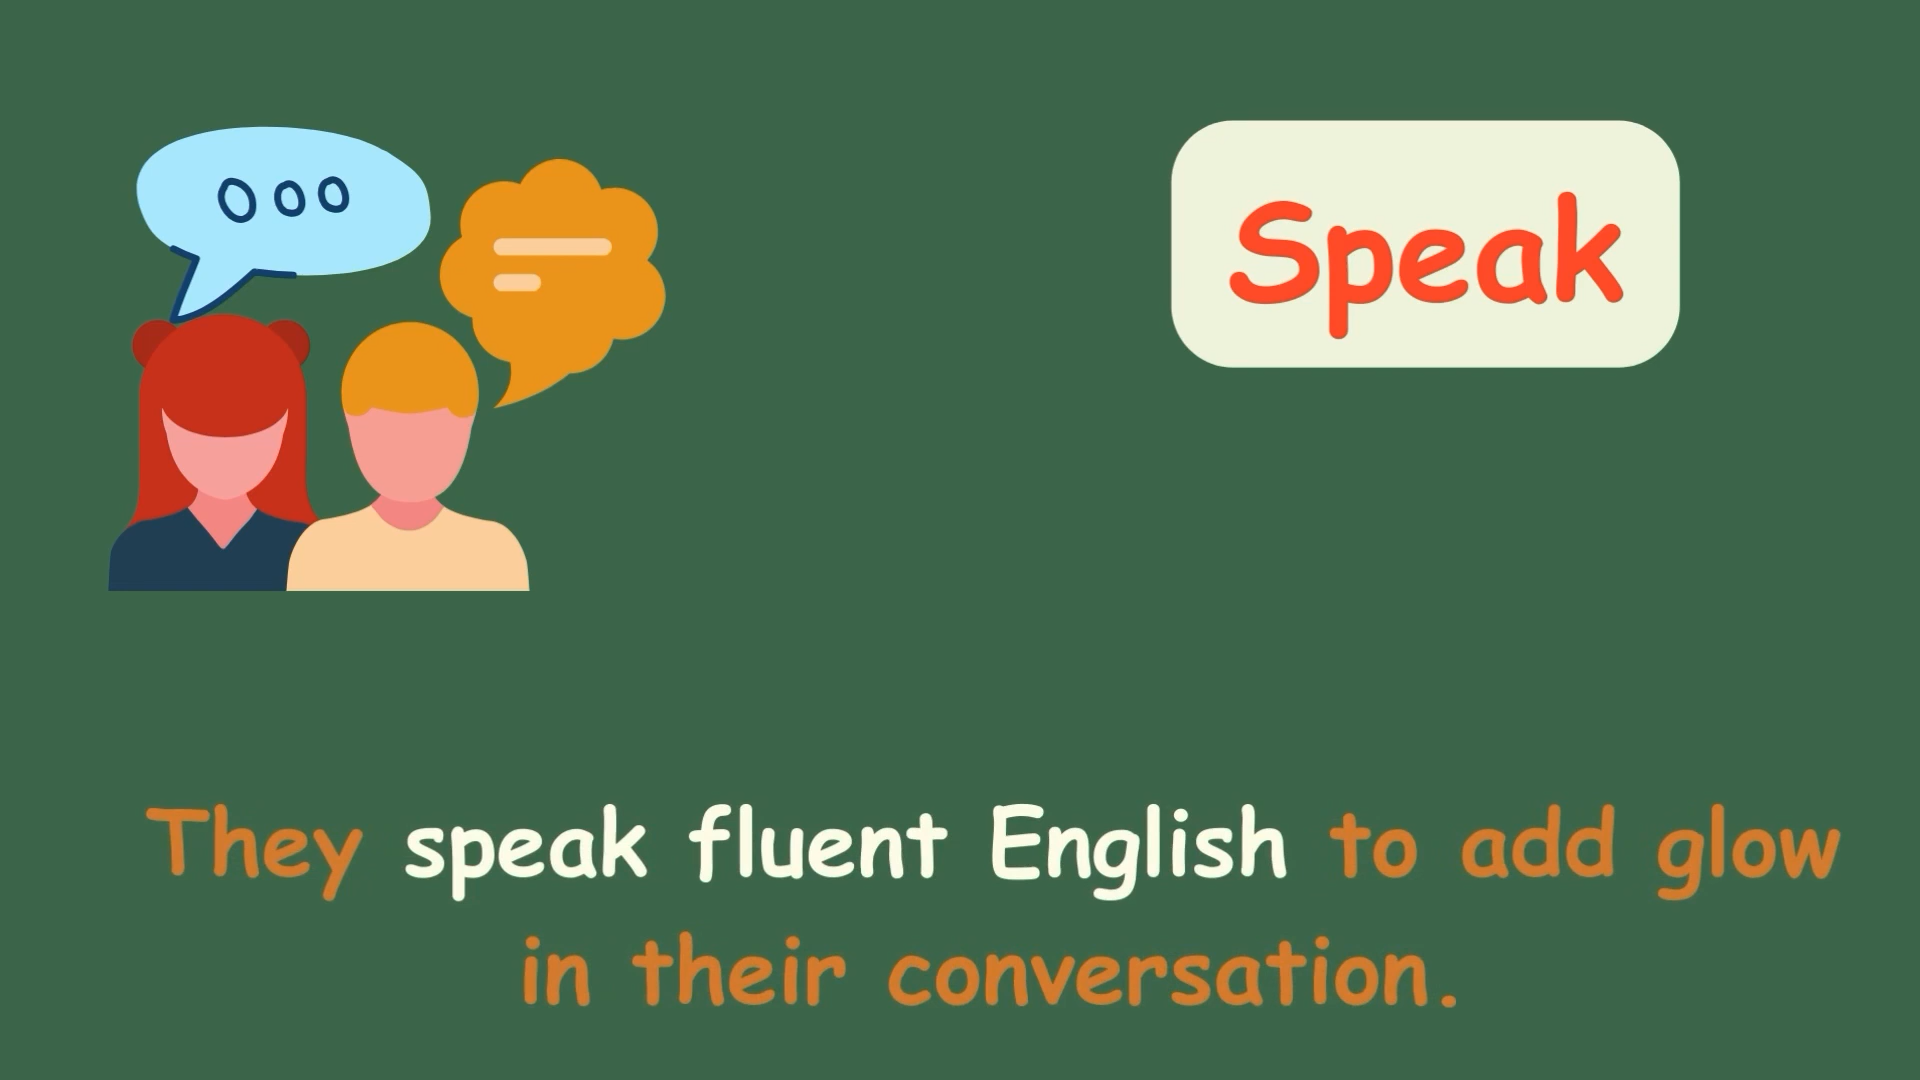 Speak
They speak fluent English to add glow
in their conversation.